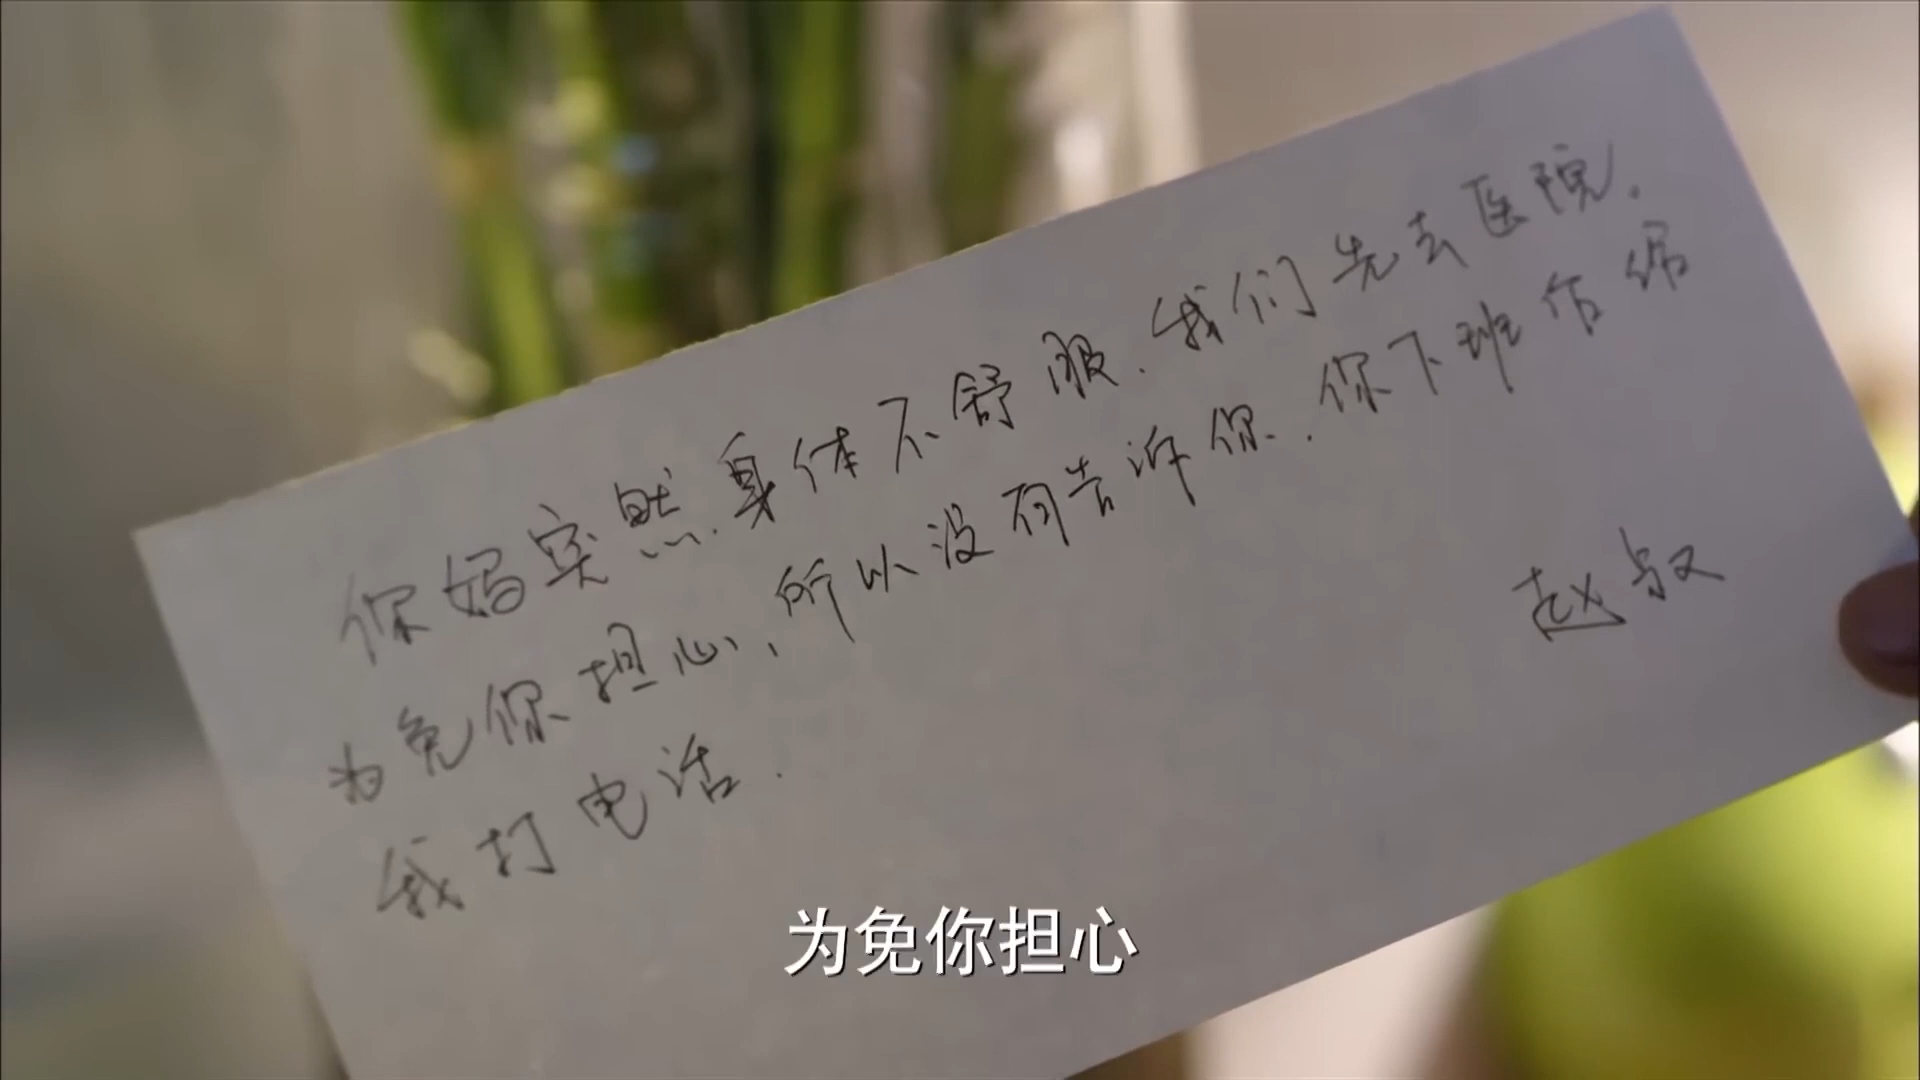 你妈突然身体不舒服.我们先去医院.
为免你担心,所以没有告诉你.你下班后给
我打电话.
赵叔
为免你担心